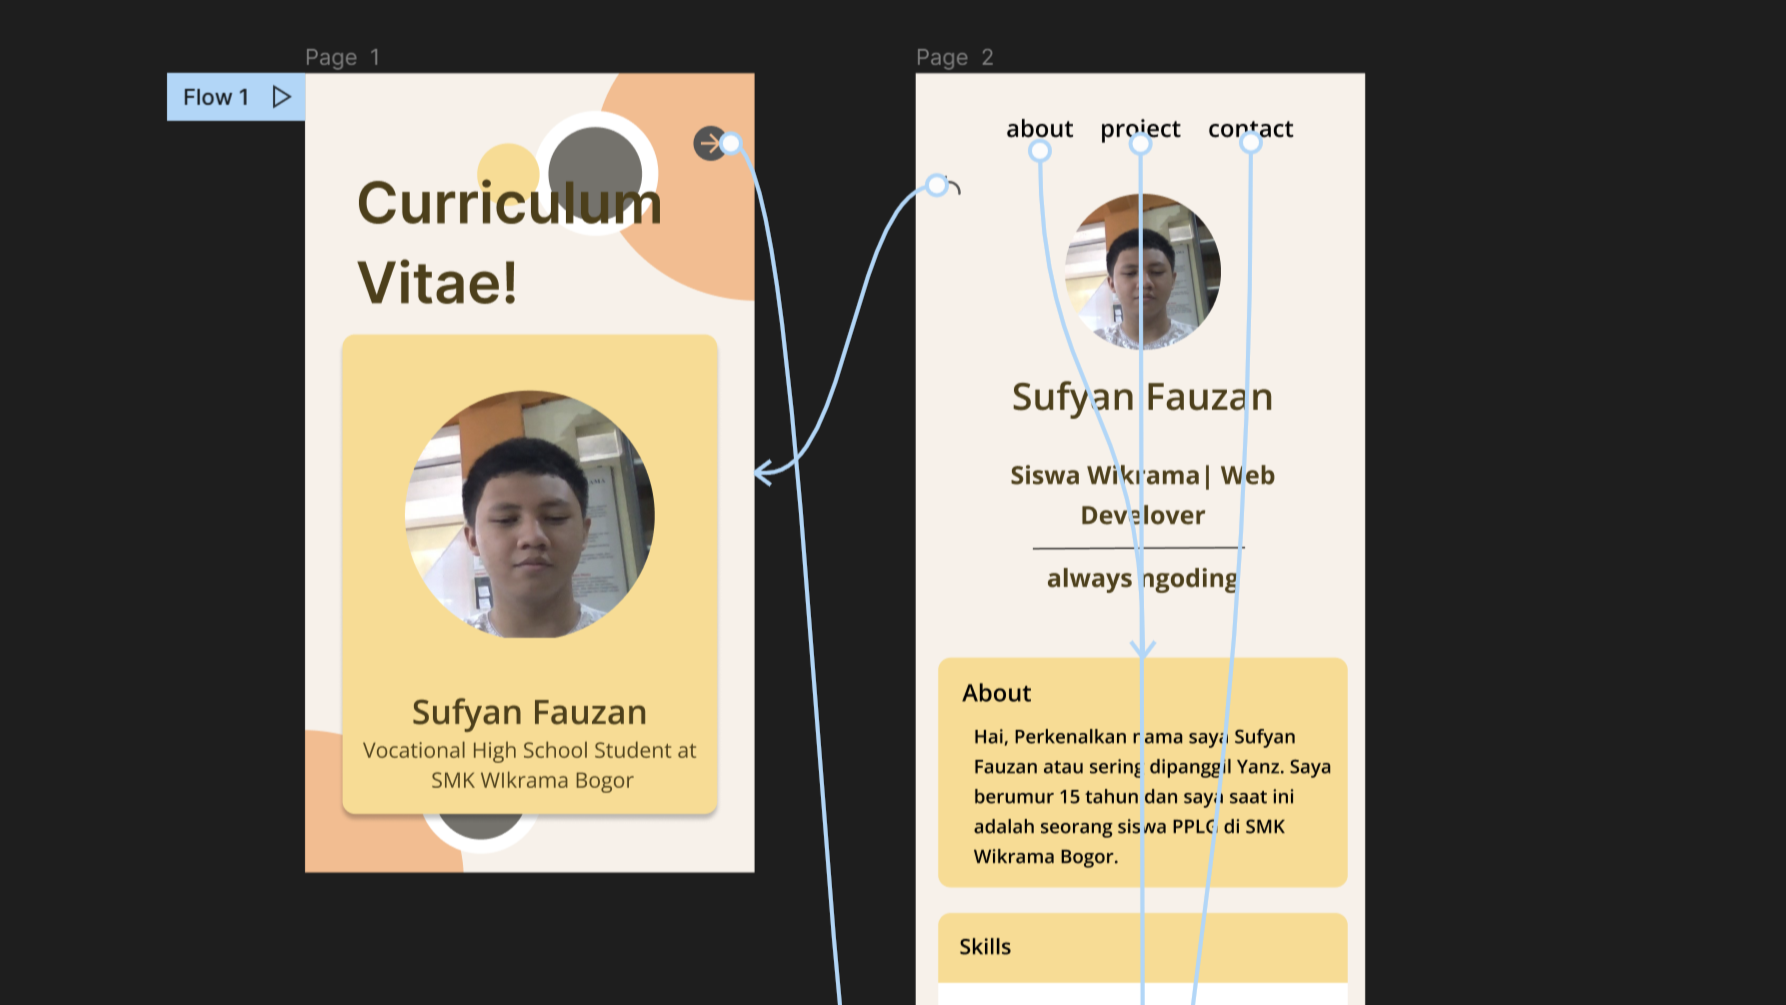 Page 1
Flow 1
Curriculum
Vitae!
Sufyan Fauzan
Vocational High School Student at
SMK WIkrama Bogor
Page 2
about project contact
Sufyan Fauzan
Siswa Wikrama| Web
Develover
always ngoding
About
Hai, Perkenalkan nama saya Sufyan
Fauzan atau sering dipanggil Yanz. Saya
berumur 15 tahun dan saya saat ini
adalah seorang siswa PPLG di SMK
Wikrama Bogor.
Skills